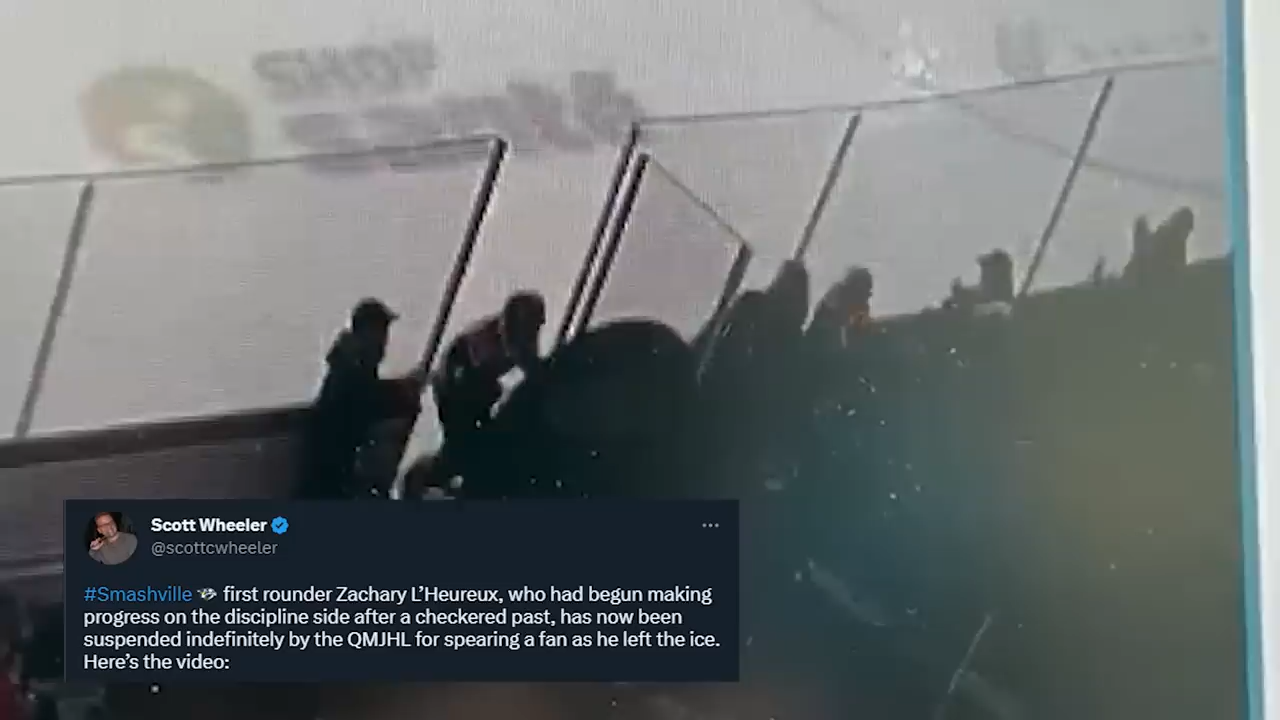 SHOP
Scott Wheeler
@scottcwheeler
#Smashville first rounder Zachary L'Heureux, who had begun making
progress on the discipline side after a checkered past, has now been
suspended indefinitely by the QMJHL for spearing a fan as he left the ice.
Here's the video: